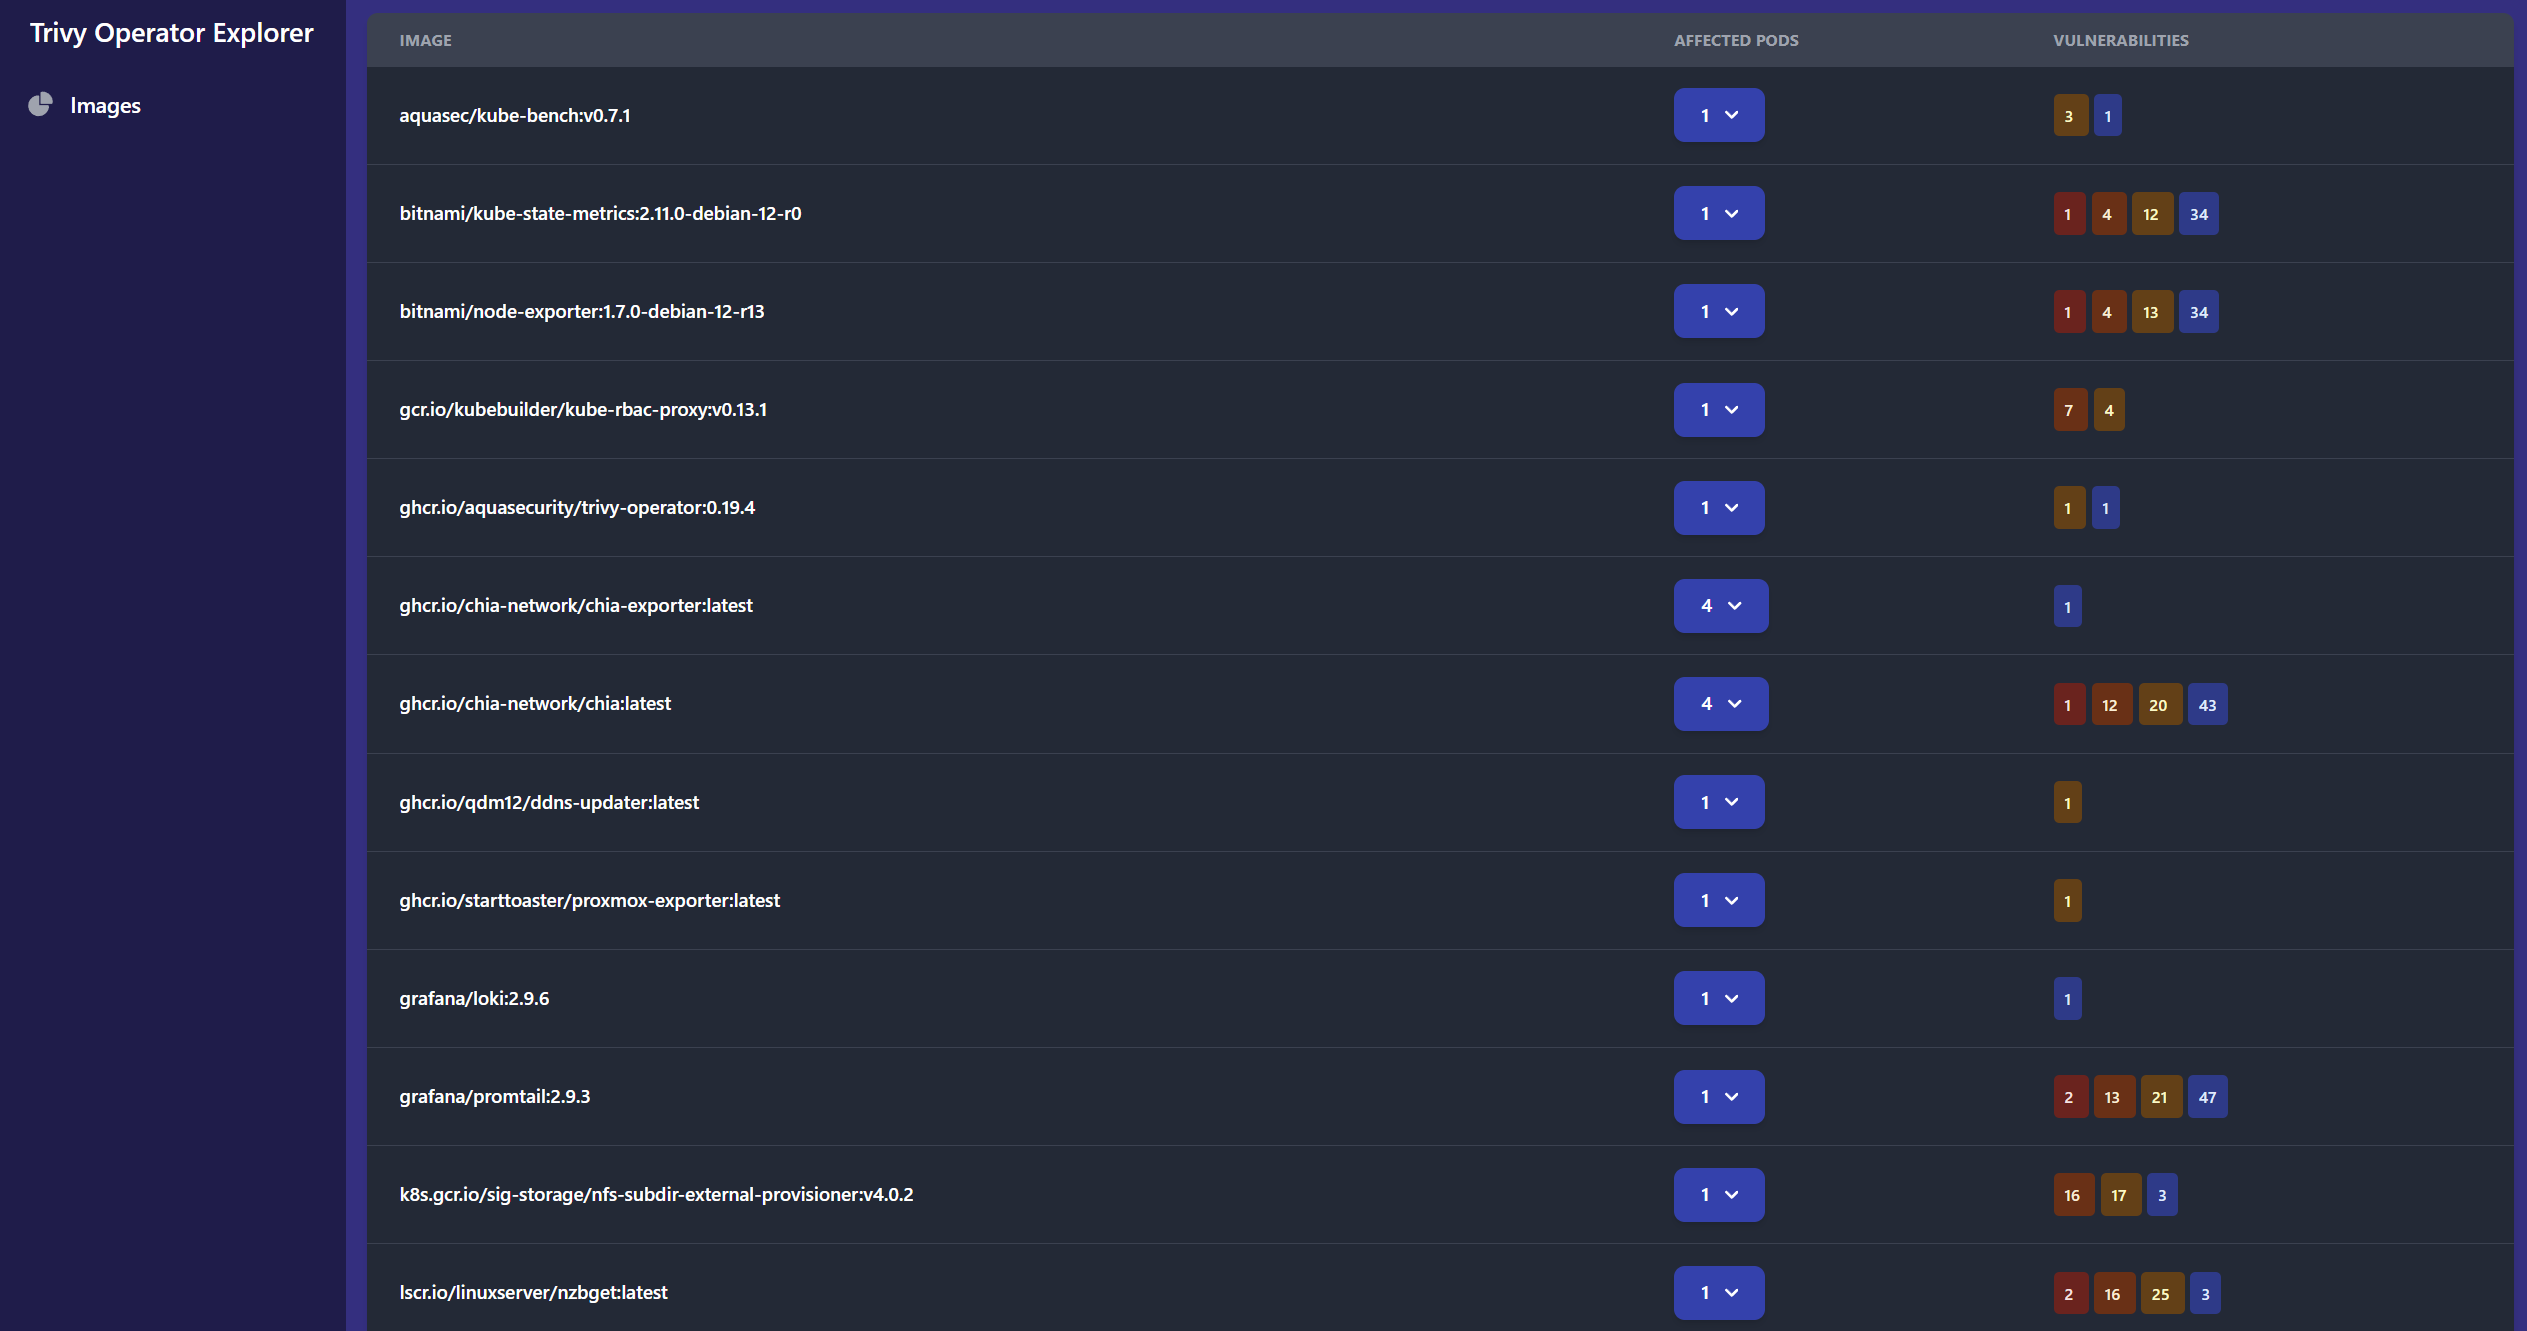 Trivy Operator Explorer
Images
IMAGE AFFECTED PODS VULNERABILITIES
aquasec/kube-bench:v0.7.1 1 3 1
bitnami/kube-state-metrics:2.11.0-debian-12-r0 1 1 4 12 34
bitnami/node-exporter:1.7.0-debian-12-r13 1 1 4 13 34
gcr.io/kubebuilder/kube-rbac-proxy:v0.13.1 1 7 4
ghcr.io/aquasecurity/trivy-operator:0.19.4 1 1 1
ghcr.io/chia-network/chia-exporter:latest 4 1
ghcr.io/chia-network/chia:latest 4 1 12 20 43
ghcr.io/qdm12/ddns-updater:latest 1 1
ghcr.io/starttoaster/proxmox-exporter:latest 1 1
grafana/loki:2.9.6 1 1
grafana/promtail:2.9.3 1 2 13 21 47
k8s.gcr.io/sig-storage/nfs-subdir-external-provisioner:v4.0.2 1 16 17 3
lscr.io/linuxserver/nzbget:latest 1 2 16 25 3